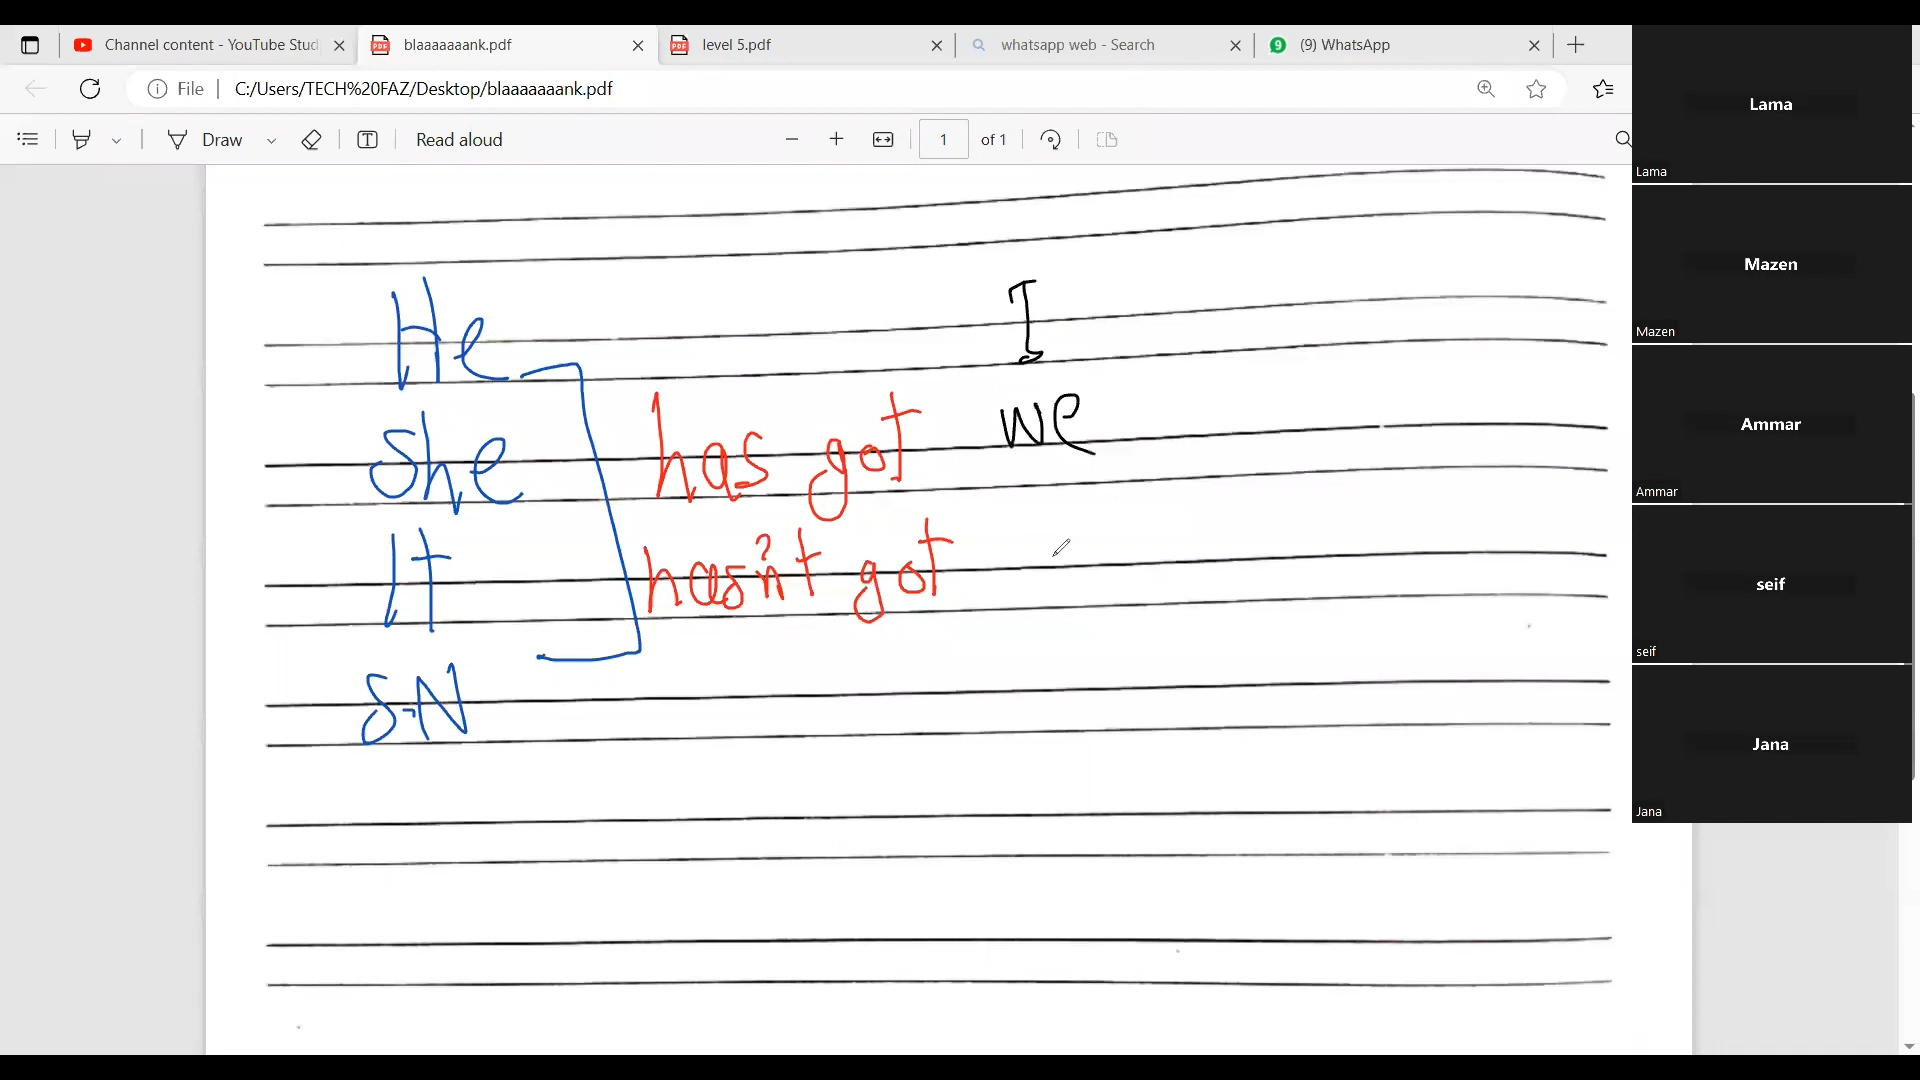 Channel content - YouTube Stud
blaaaaaaank.pdf
level 5.pdf
whatsapp web - Search
(9) WhatsApp
File
C:/Users/TECH%20FAZ/Desktop/blaaaaaaank.pdf
Draw
Read aloud
1
of 1
Lama
Lama
Mazen
Mazen
Ammar
Ammar
seif
seif
Jana
Jana
He
She
It
S.N
has got
hasn't got
I
we